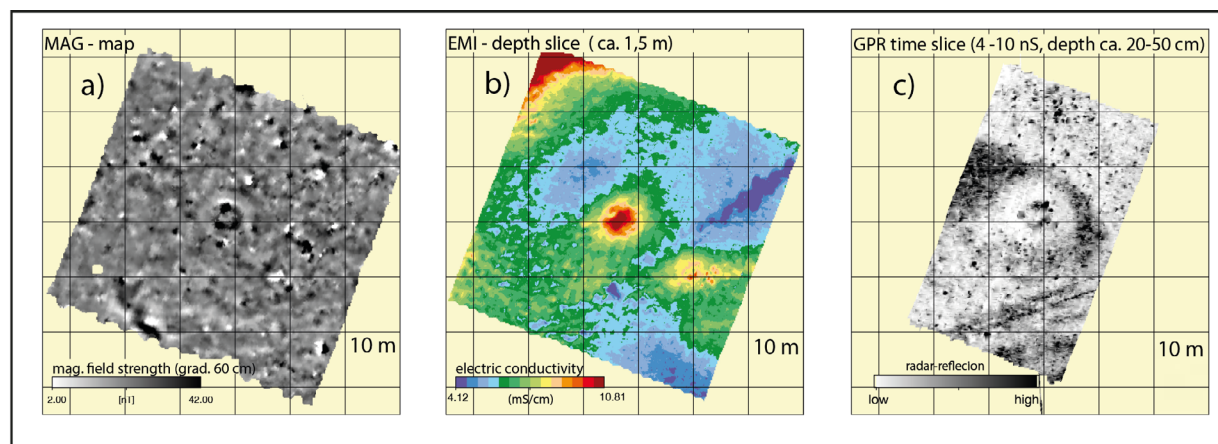 MAG - map
a)
10 m
mag. field strength (grad. 60 cm)
2.00 [nT] 42.00
EMI - depth slice ( ca. 1,5 m)
b)
10 m
electric conductivity
4.12 (mS/cm) 10.81
GPR time slice (4 -10 nS, depth ca. 20-50 cm)
c)
10 m
radar-reflecion
low high